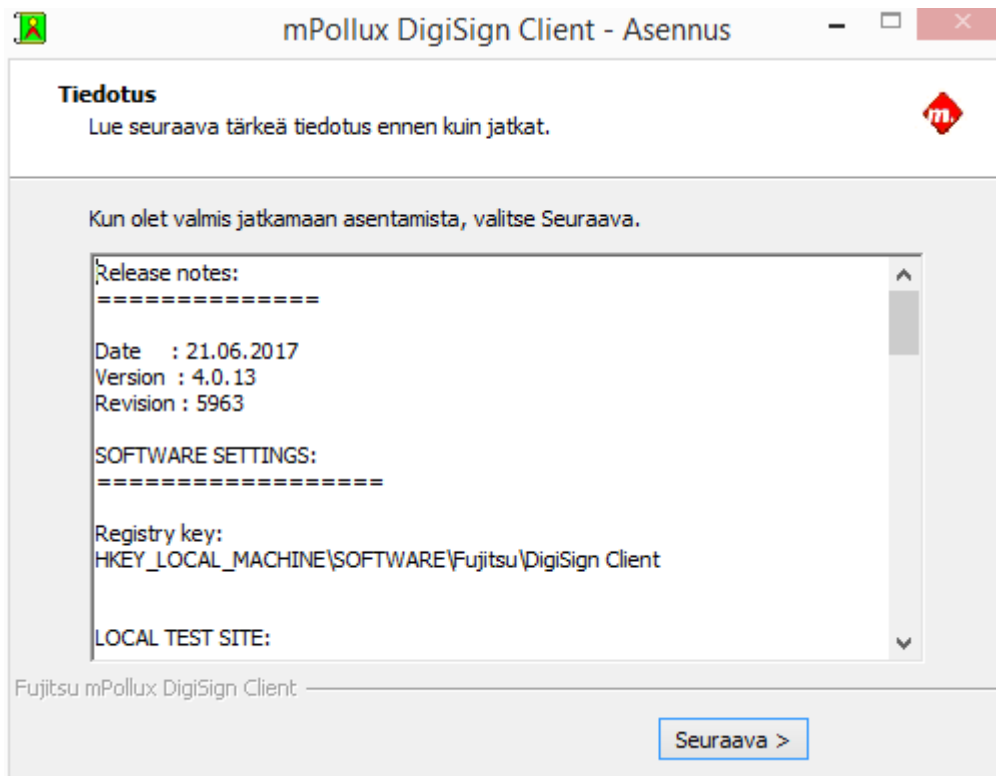 mPollux DigiSign Client - Asennus
Tiedotus
Lue seuraava tärkeä tiedotus ennen kuin jatkat.
m.
Kun olet valmis jatkamaan asentamista, valitse Seuraava.
Release notes:
==============
Date : 21.06.2017
Version : 4.0.13
Revision : 5963
SOFTWARE SETTINGS:
==================
Registry key:
HKEY_LOCAL_MACHINE\SOFTWARE\Fujitsu\DigiSign Client
LOCAL TEST SITE:
Fujitsu mPollux DigiSign Client
Seuraava >